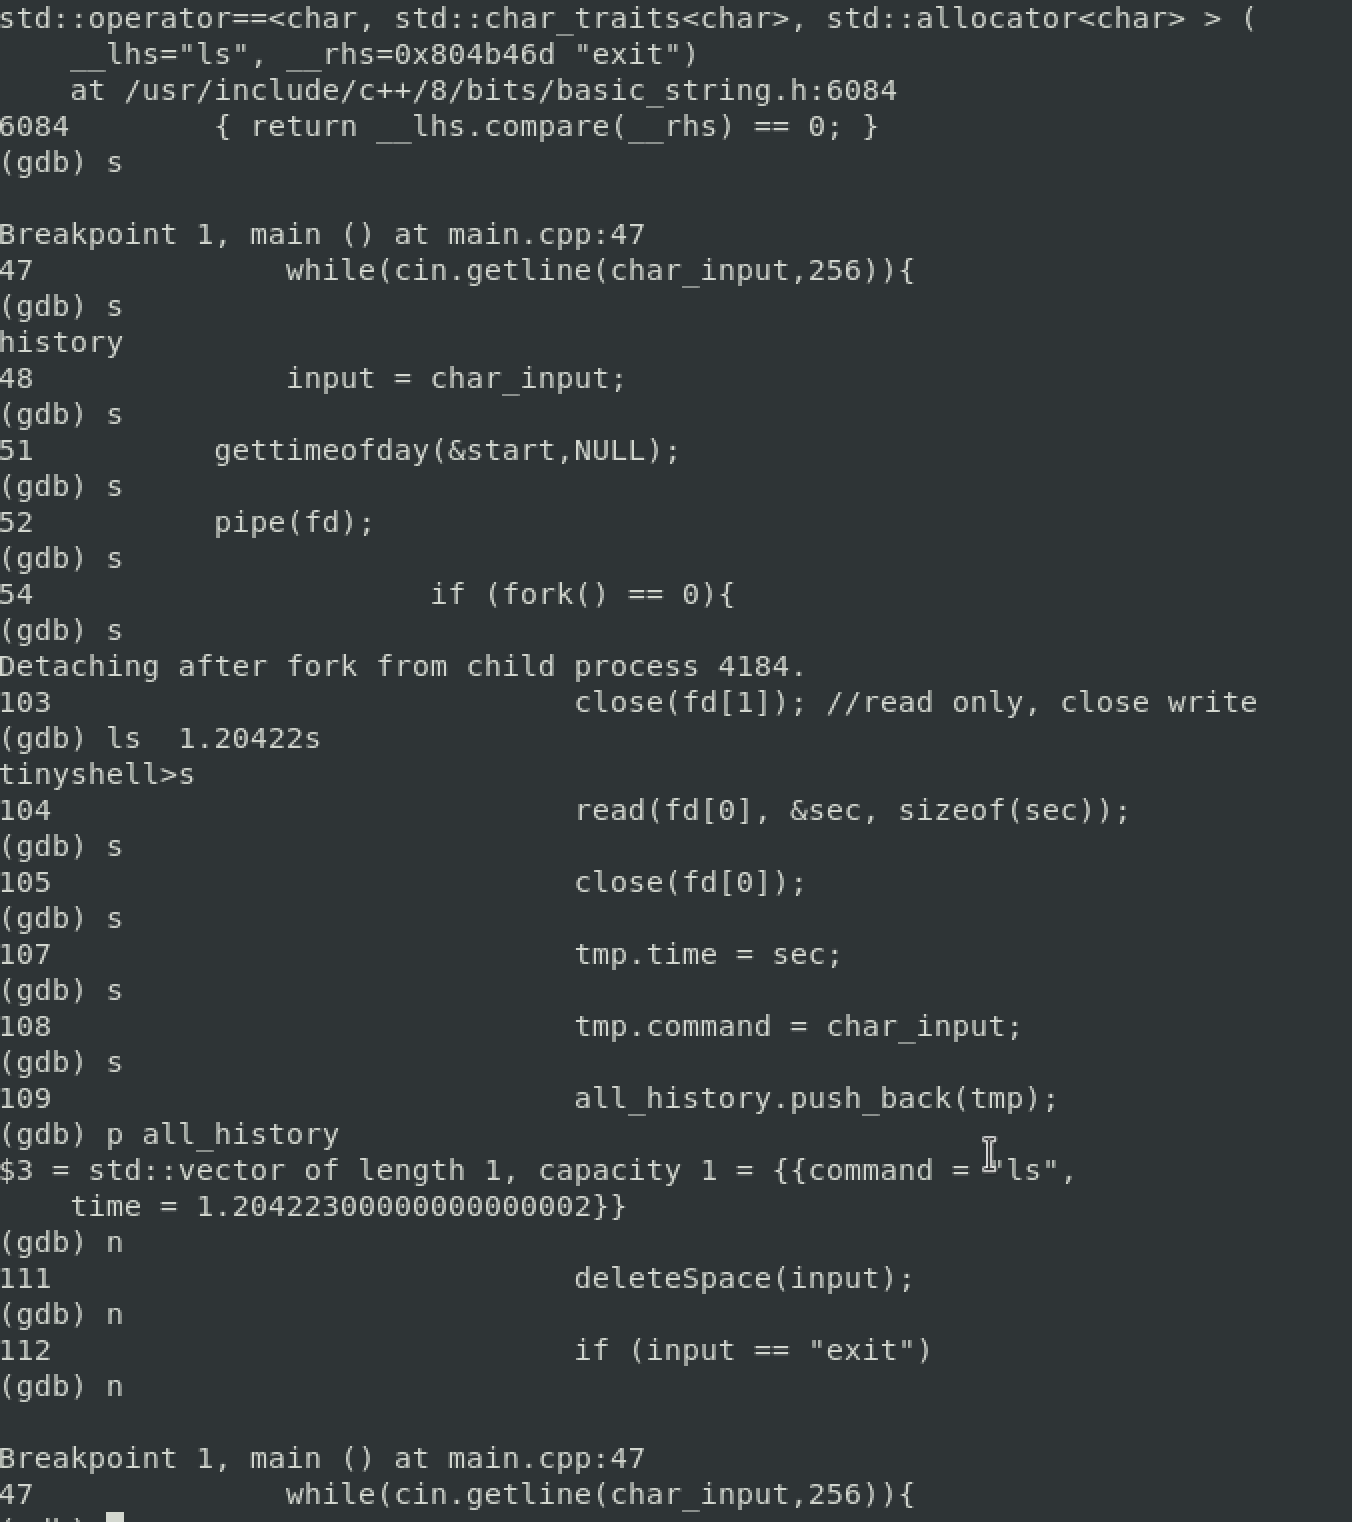 std::operator==<char, std::char_traits<char>, std::allocator<char> > (
    __lhs="ls", __rhs=0x804b46d "exit")
    at /usr/include/c++/8/bits/basic_string.h:6084
6084        { return __lhs.compare(__rhs) == 0; }
(gdb) s

Breakpoint 1, main () at main.cpp:47
47              while(cin.getline(char_input,256)){
(gdb) s
history
48              input = char_input;
(gdb) s
51          gettimeofday(&start,NULL);
(gdb) s
52          pipe(fd);
(gdb) s
54                      if (fork() == 0){
(gdb) s
Detaching after fork from child process 4184.
103                             close(fd[1]); //read only, close write
(gdb) ls  1.20422s
tinyshell>s
104                             read(fd[0], &sec, sizeof(sec));
(gdb) s
105                             close(fd[0]);
(gdb) s
107                             tmp.time = sec;
(gdb) s
108                             tmp.command = char_input;
(gdb) s
109                             all_history.push_back(tmp);
(gdb) p all_history
$3 = std::vector of length 1, capacity 1 = {{command = "ls",
    time = 1.2042230000000000002}}
(gdb) n
111                             deleteSpace(input);
(gdb) n
112                             if (input == "exit")
(gdb) n

Breakpoint 1, main () at main.cpp:47
47              while(cin.getline(char_input,256)){
(gdb)